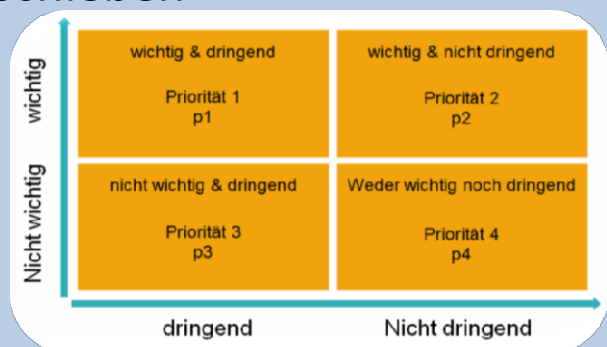 wichtig
wichtig & dringend
Priorität 1
p1
wichtig & nicht dringend
Priorität 2
p2
Nicht wichtig
nicht wichtig & dringend
Priorität 3
p3
Weder wichtig noch dringend
Priorität 4
p4
dringend
Nicht dringend